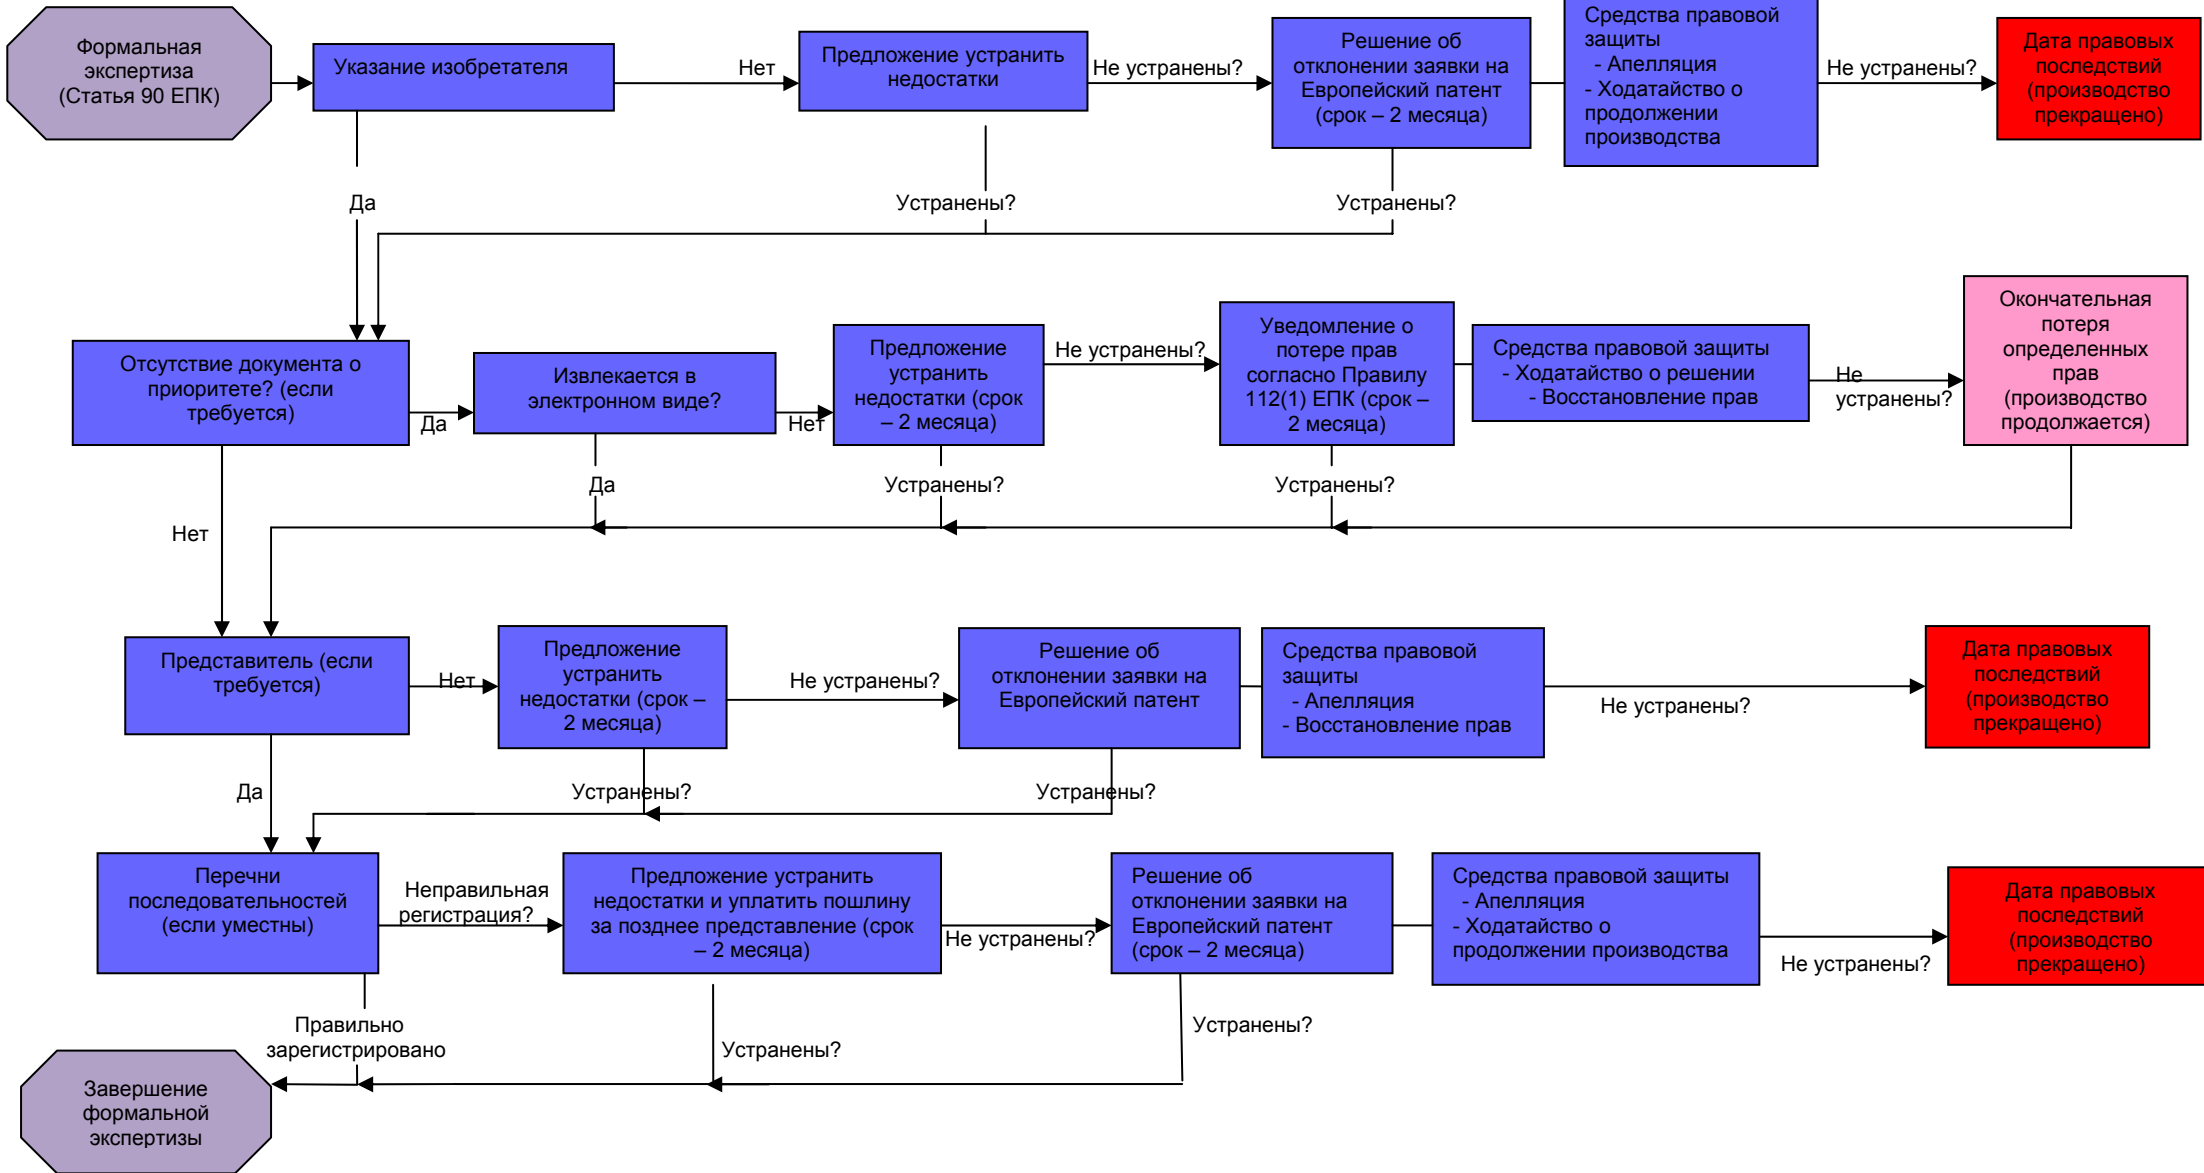 Формальная
экспертиза
(Статья 90 ЕПК)
Указание изобретателя
Нет
Предложение устранить
недостатки
Не устранены?
Решение об
отклонении заявки на
Европейский патент
(срок – 2 месяца)
Средства правовой
защиты
- Апелляция
- Ходатайство о
продолжении
производства
Не устранены?
Дата правовых
последствий
(производство
прекращено)
Да
Устранены?
Устранены?
Отсутствие документа о
приоритете? (если
требуется)
Да
Извлекается в
электронном виде?
Нет
Предложение
устранить
недостатки (срок
– 2 месяца)
Не устранены?
Уведомление о
потере прав
согласно Правилу
112(1) ЕПК (срок –
2 месяца)
Средства правовой защиты
- Ходатайство о решении
- Восстановление прав
Не
устранены?
Окончательная
потеря
определенных
прав
(производство
продолжается)
Да
Устранены?
Устранены?
Нет
Представитель (если
требуется)
Нет
Предложение
устранить
недостатки (срок –
2 месяца)
Не устранены?
Решение об
отклонении заявки на
Европейский патент
Средства правовой
защиты
- Апелляция
- Восстановление прав
Не устранены?
Дата правовых
последствий
(производство
прекращено)
Да
Устранены?
Устранены?
Перечни
последовательностей
(если уместны)
Неправильная
регистрация?
Предложение устранить
недостатки и уплатить пошлину
за позднее представление (срок
– 2 месяца)
Не устранены?
Решение об
отклонении заявки на
Европейский патент
(срок – 2 месяца)
Средства правовой защиты
- Апелляция
- Ходатайство о
продолжении производства
Не устранены?
Дата правовых
последствий
(производство
прекращено)
Правильно
зарегистрировано
Устранены?
Устранены?
Завершение
формальной
экспертизы